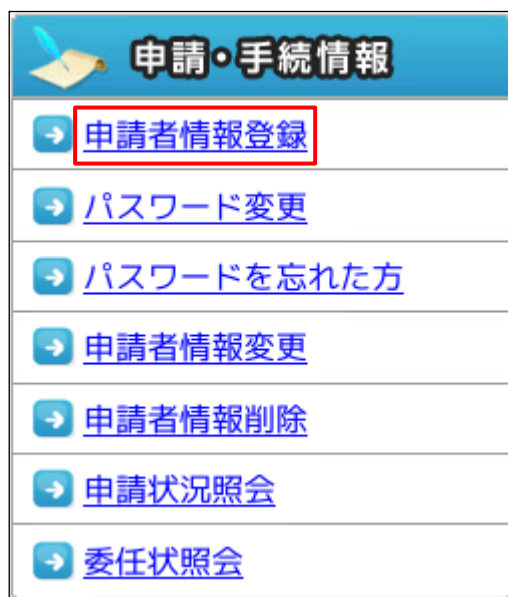 申請・手続情報
申請者情報登録
パスワード変更
パスワードを忘れた方
申請者情報変更
申請者情報削除
申請状況照会
委任状照会